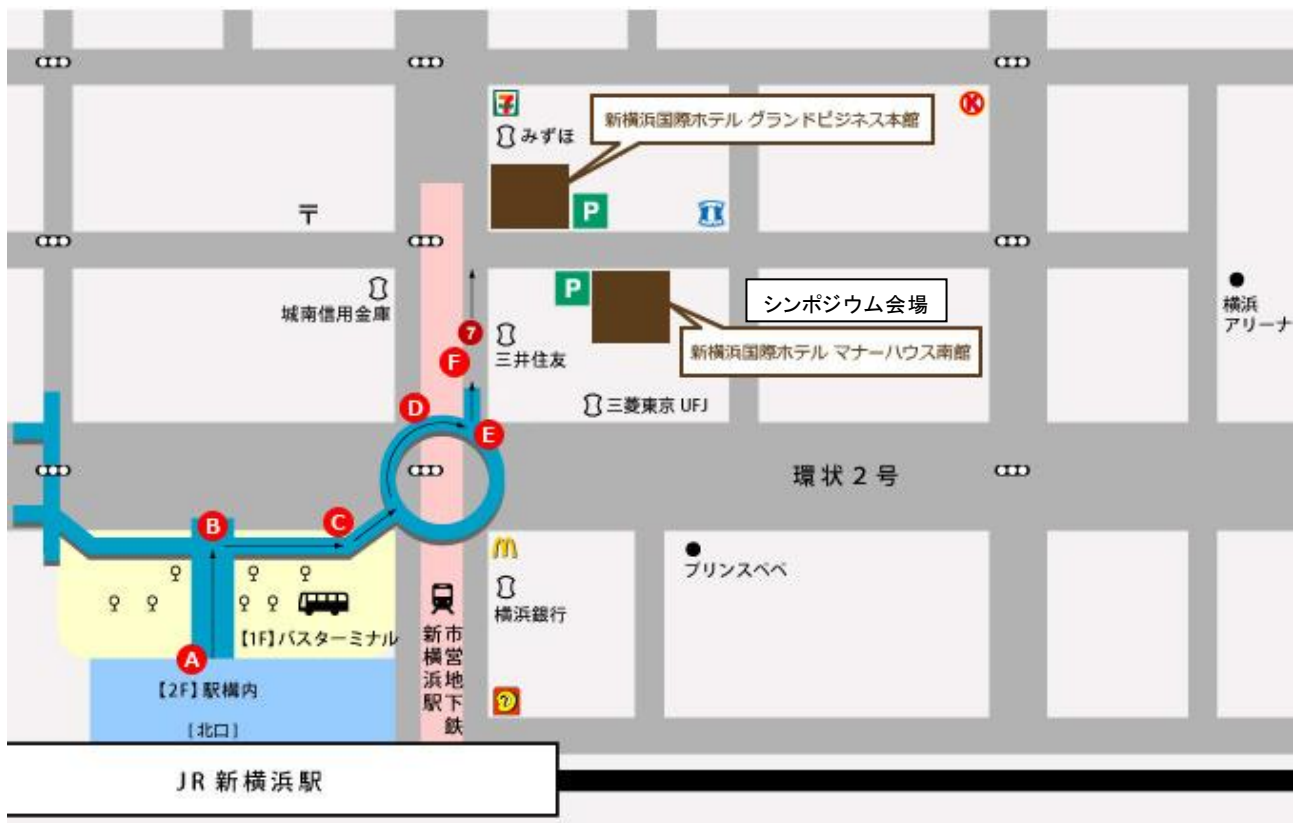 7
みずほ
新横浜国際ホテル グランドビジネス本館
K
〒
P
城南信用金庫
P
シンポジウム会場
横浜
アリーナ
7
三井住友
新横浜国際ホテル マナーハウス南館
F
D
三菱東京 UFJ
E
環状2号
B
C
プリンスペペ
横浜銀行
【1F】バスターミナル
市営地下鉄
新横浜駅
A
【2F】駅構内
[北口]
JR 新横浜駅